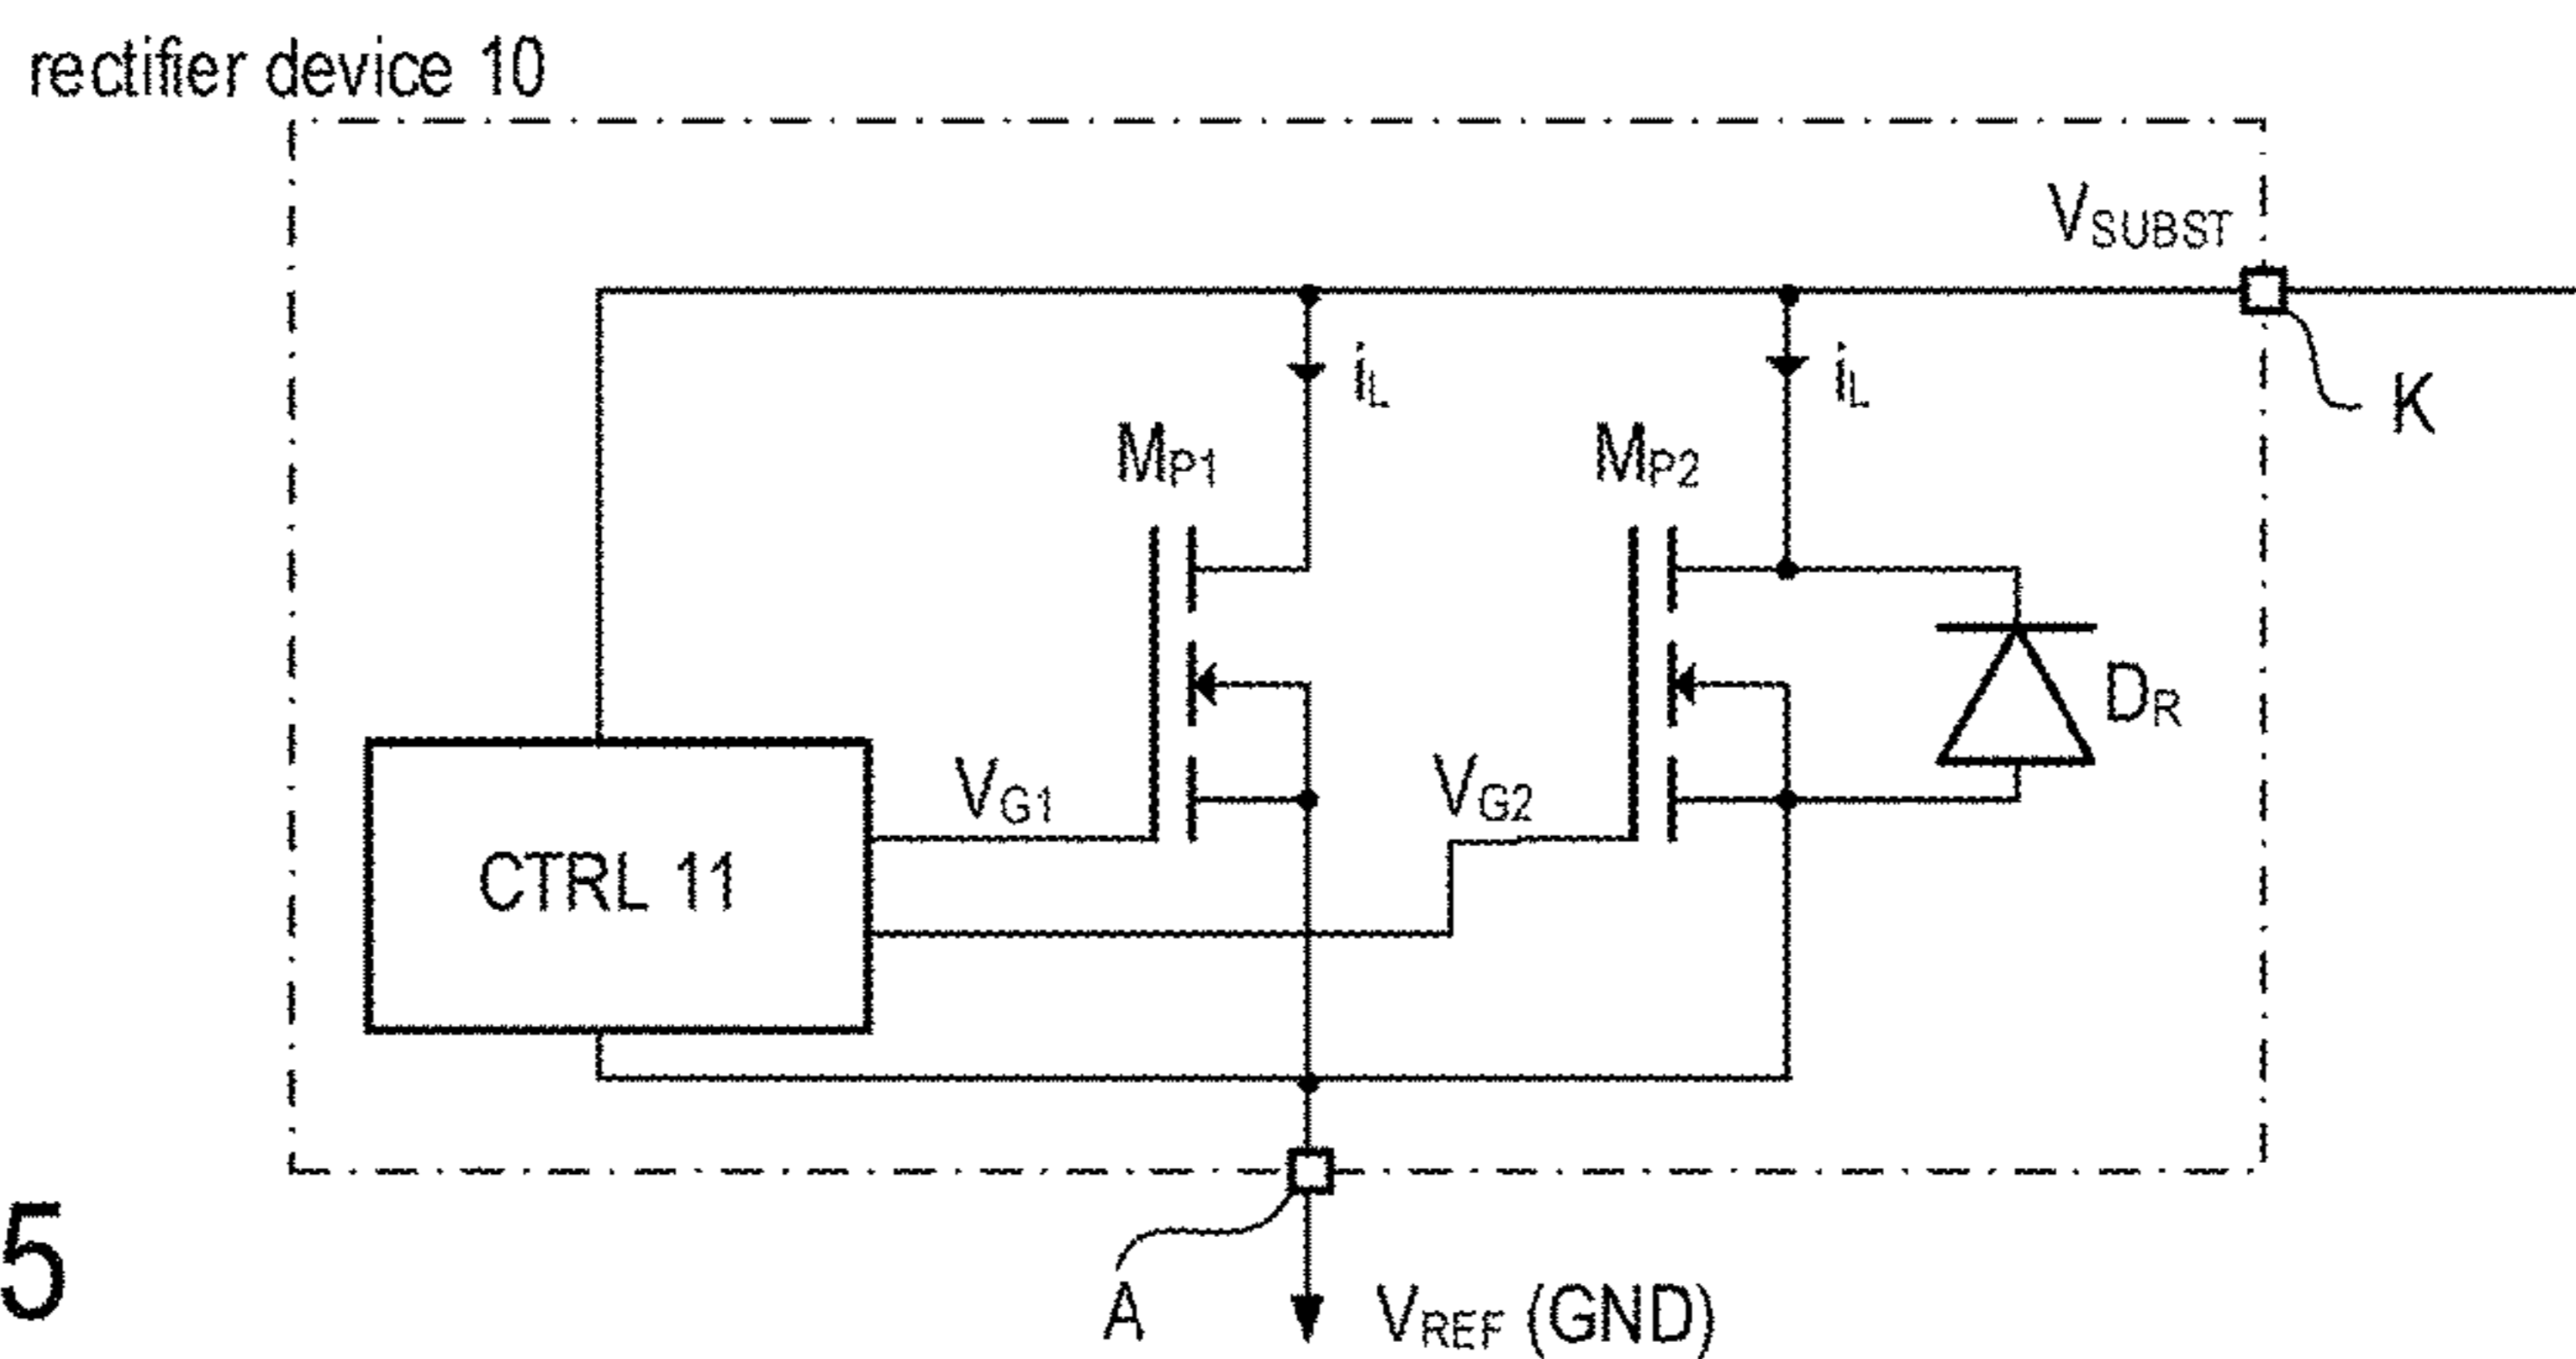 rectifier device 10
VSUBST
iL iL
K
MP1 MP2
DR
VG1 VG2
CTRL 11
5
A VREF (GND)